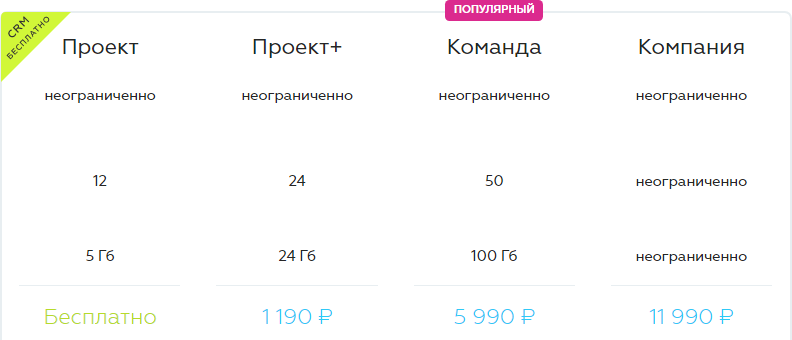 ПОПУЛЯРНЫЙ
CRM
БЕСПЛАТНО
Проект Проект+ Команда Компания
неограниченно неограниченно неограниченно неограниченно
12 24 50 неограниченно
5 Гб 24 Гб 100 Гб неограниченно
Бесплатно 1 190 ₽ 5 990 ₽ 11 990 ₽